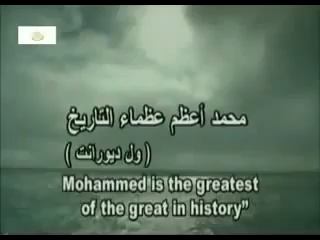 محمد أعظم عظماء التاريخ
( ول ديورانت )
Mohammed is the greatest
of the great in history”